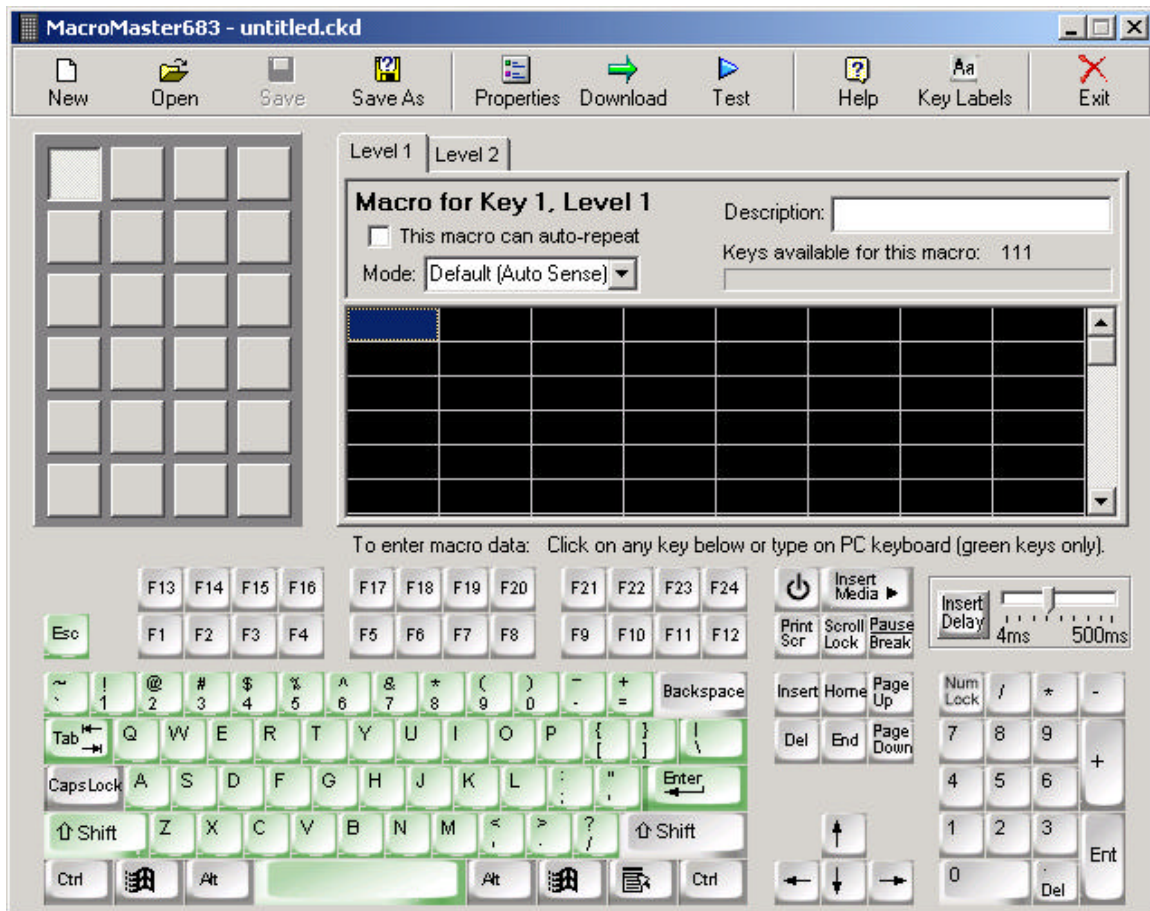 MacroMaster683 - untitled.ckd
New Open Save Save As Properties Download Test Help Aa Key Labels Exit
Level 1 Level 2
Macro for Key 1, Level 1
Description:
This macro can auto-repeat
Keys available for this macro: 111
Mode: Default (Auto Sense)
To enter macro data: Click on any key below or type on PC keyboard (green keys only).
F13 F14 F15 F16 F17 F18 F19 F20 F21 F22 F23 F24 Insert Media
Insert Delay 4ms 500ms
Esc F1 F2 F3 F4 F5 F6 F7 F8 F9 F10 F11 F12 Print Scr Scroll Lock Pause Break
~ ` ! 1 @ 2 # 3 $ 4 % 5 ^ 6 & 7 * 8 ( 9 ) 0 - - + = Backspace Insert Home Page Up Num Lock / * -
Tab Q W E R T Y U I O P { [ } ] | \ Del End Page Down 7 8 9 +
CapsLock A S D F G H J K L : ; " ' Enter 4 5 6
Shift Z X C V B N M < , > . ? / Shift 1 2 3 Ent
Ctrl Alt Alt Ctrl 0 . Del